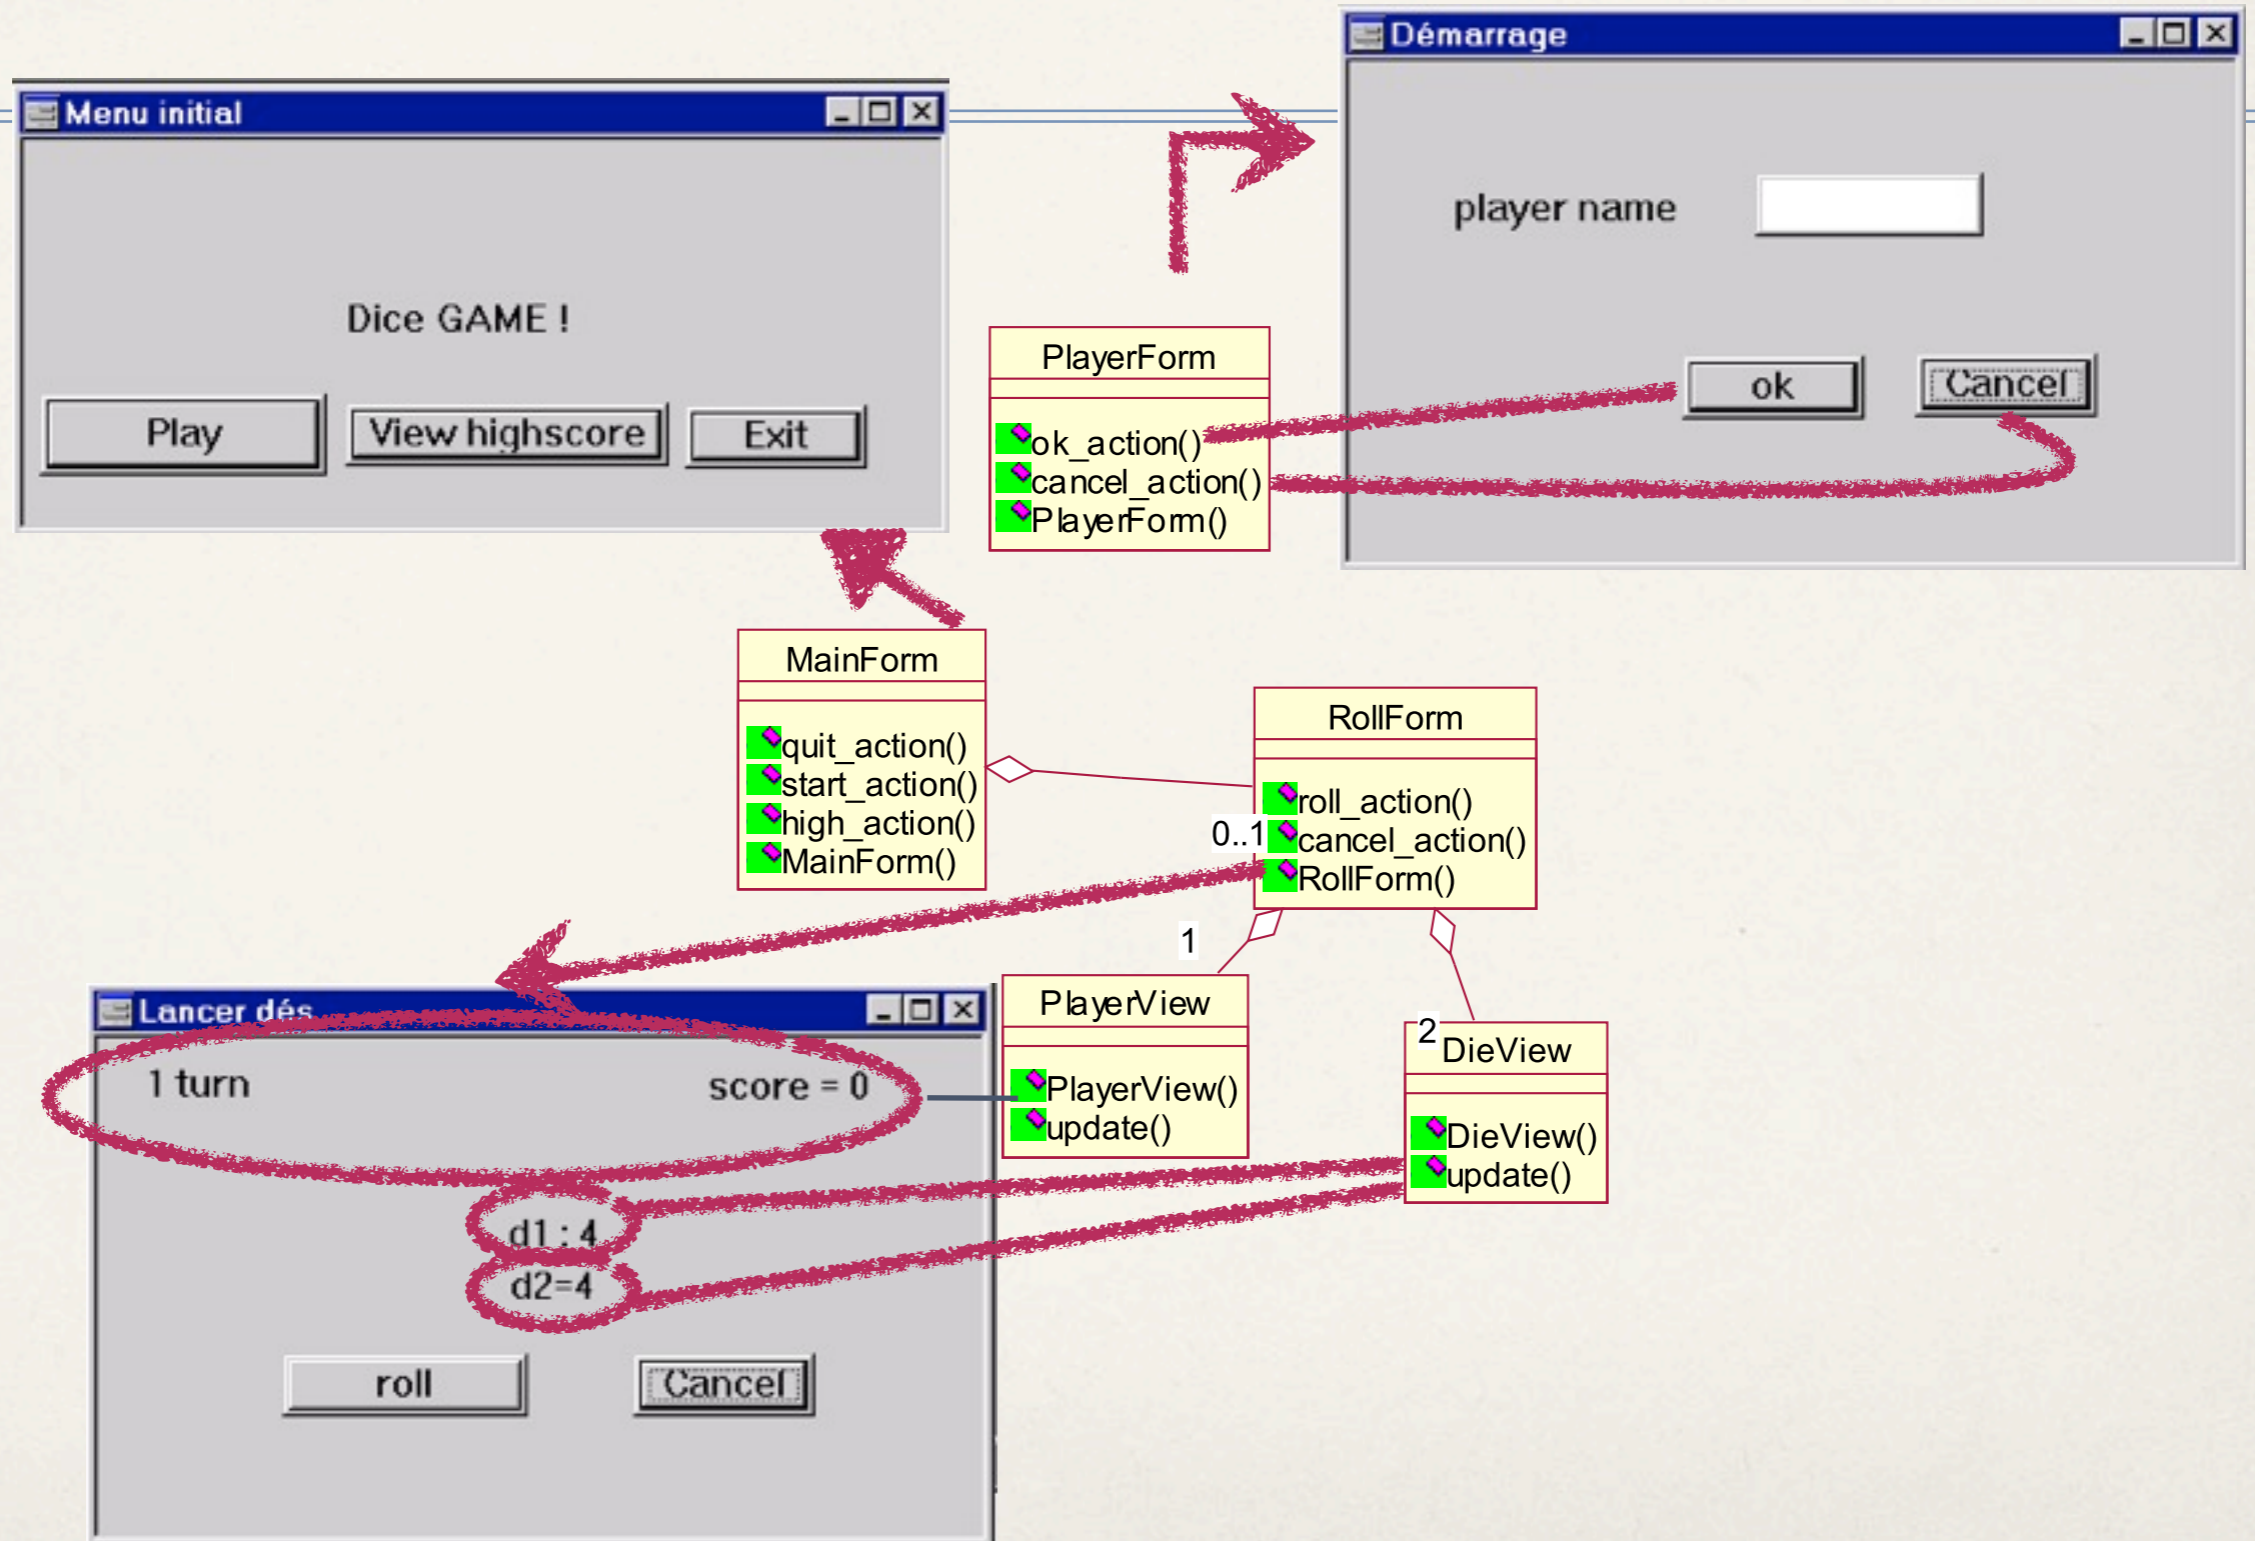 Démarrage
Menu initial
player name
Dice GAME !
PlayerForm
ok
Cancel
Play
View highscore
Exit
ok_action()
cancel_action()
PlayerForm()
MainForm
RollForm
quit_action()
start_action()
high_action()
MainForm()
roll_action()
0..1
cancel_action()
RollForm()
1
Lancer dés
PlayerView
2
DieView
1 turn
score = 0
PlayerView()
update()
DieView()
update()
d1 : 4
d2=4
roll
Cancel